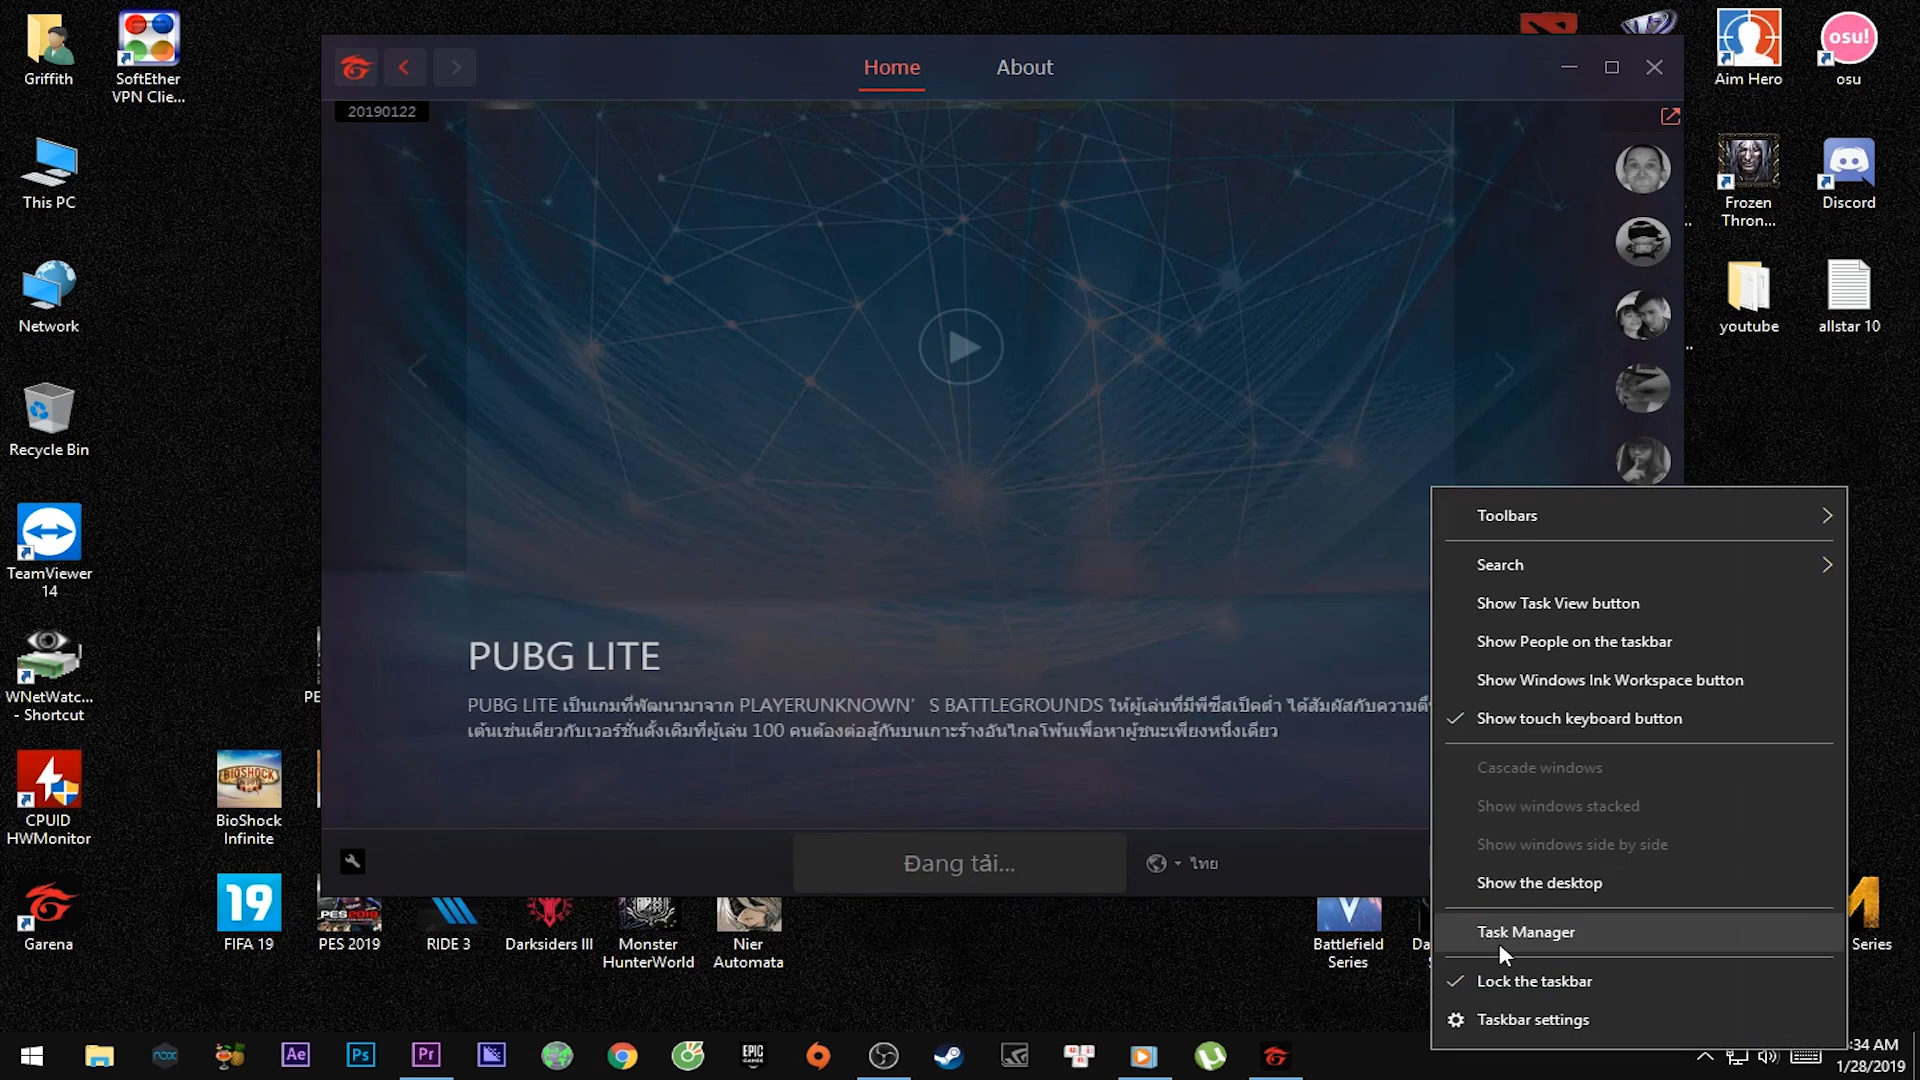 Griffith
SoftEther
VPN Clie...
This PC
Network
Recycle Bin
TeamViewer
14
WNetWatc...
- Shortcut
CPUID
HWMonitor
BioShock
Infinite
Garena
19
FIFA 19
PES 2019
RIDE 3
Darksiders III
Monster
HunterWorld
Nier
Automata
Battlefield
Series
Series
Aim Hero
osu!
osu
Frozen
Thron...
Discord
youtube
allstar 10
Home
About
20190122
PUBG LITE
PUBG LITE เป็นเกมที่พัฒนามาจาก PLAYERUNKNOWN’S BATTLEGROUNDS ให้ผู้เล่นที่มีพีซีสเป็คต่ำ ได้สัมผัสกับความตื่
เต้นเช่นเดียวกับเวอร์ชั่นดั้งเดิมที่ผู้เล่น 100 คนต้องต่อสู้กันบนเกาะร้างอันไกลโพ้นเพื่อหาผู้ชนะเพียงหนึ่งเดียว
Đang tải...
ไทย
Toolbars
Search
Show Task View button
Show People on the taskbar
Show Windows Ink Workspace button
Show touch keyboard button
Cascade windows
Show windows stacked
Show windows side by side
Show the desktop
Task Manager
Lock the taskbar
Taskbar settings
nox
Ae
Ps
Pr
EPIC
GAMES
:34 AM
1/28/2019